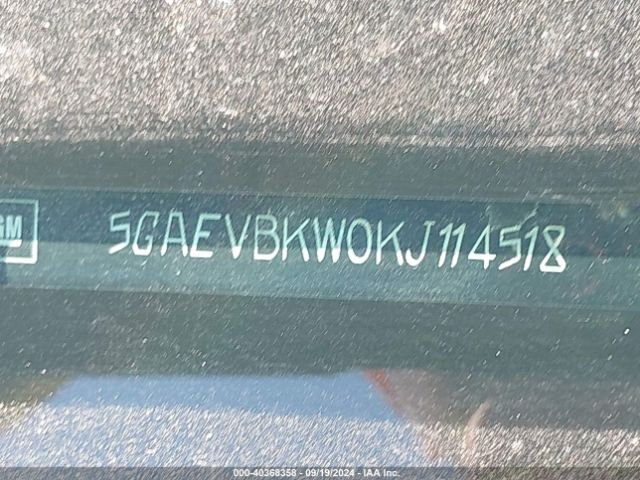 GM
5GAEVBKW0KJ114518
000-40368358 - 09/19/2024 - IAA Inc.